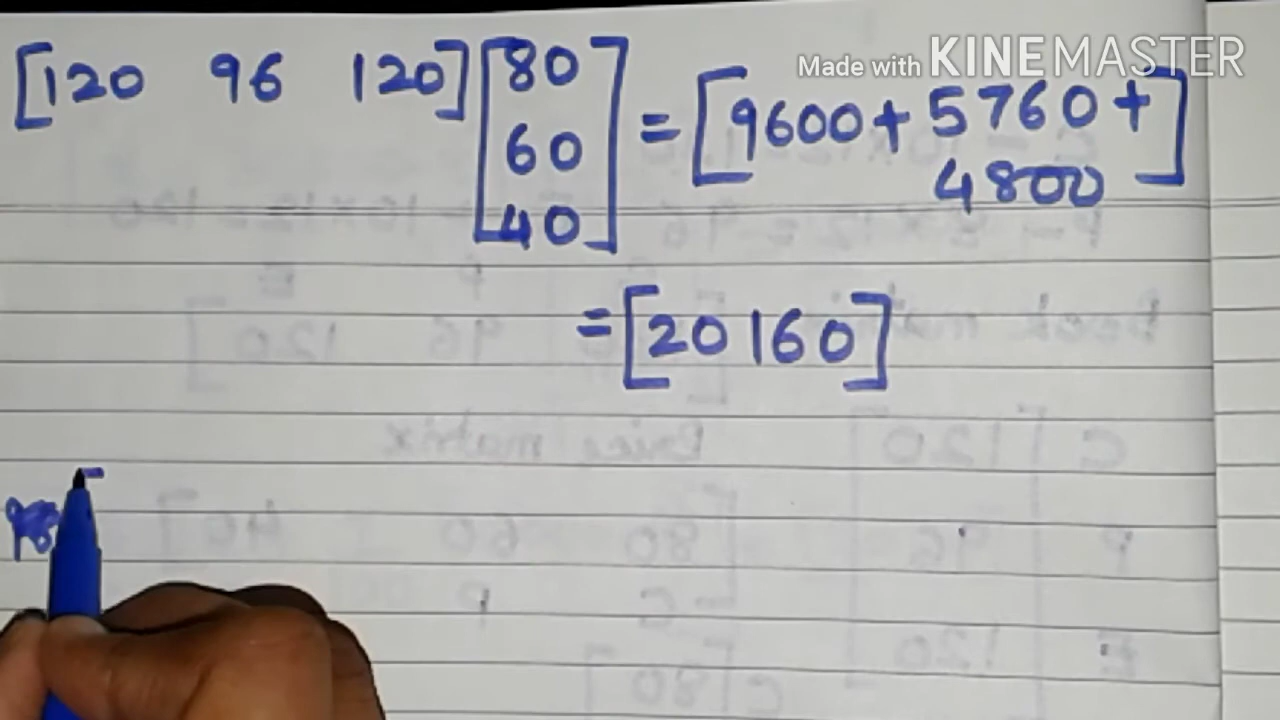 Made with KINEMASTER
[120 96 120] [80 60 40] = [9600 + 5760 + 4800]
= [20160]